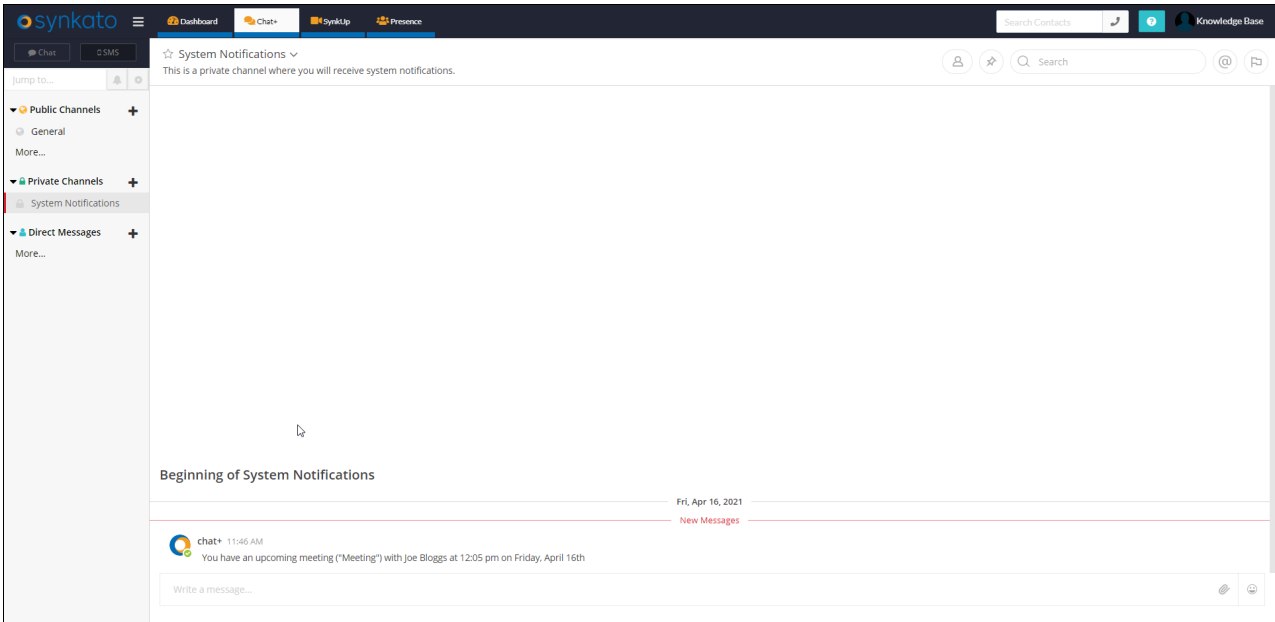 synkato
Dashboard
Chat+
SynkUp
Presence
Search Contacts
?
Knowledge Base
Chat
SMS
Jump to...
System Notifications
This is a private channel where you will receive system notifications.
Search
@
Public Channels
General
More...
Private Channels
System Notifications
Direct Messages
More...
Beginning of System Notifications
Fri, Apr 16, 2021
New Messages
chat+ 11:46 AM
You have an upcoming meeting ("Meeting") with Joe Bloggs at 12:05 pm on Friday, April 16th
Write a message...